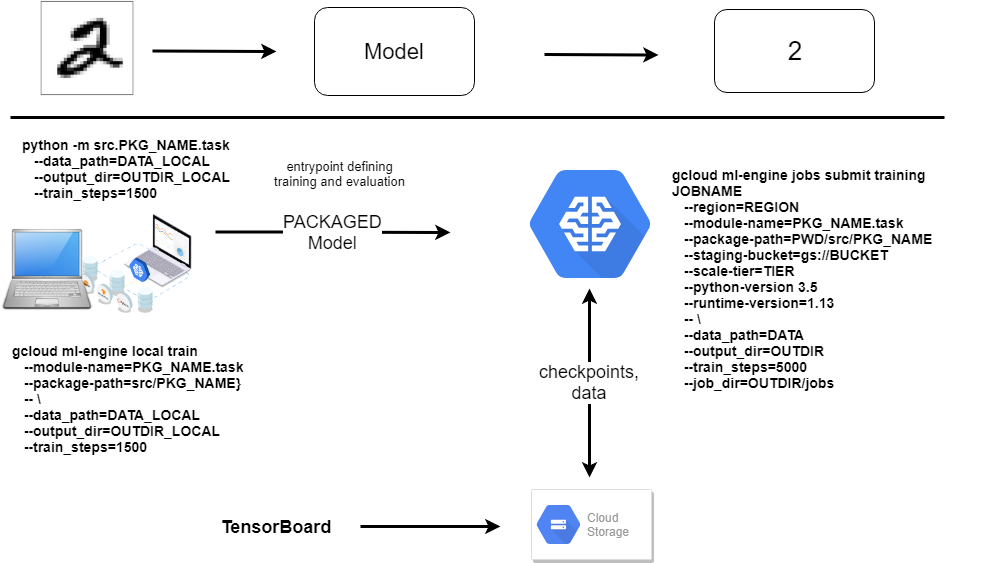 Model
2
python -m src.PKG_NAME.task
--data_path=DATA_LOCAL
--output_dir=OUTDIR_LOCAL
--train_steps=1500
entrypoint defining
training and evaluation
PACKAGED
Model
gcloud ml-engine jobs submit training
JOBNAME
--region=REGION
--module-name=PKG_NAME.task
--package-path=PWD/src/PKG_NAME
--staging-bucket=gs://BUCKET
--scale-tier=TIER
--python-version 3.5
--runtime-version=1.13
-- \
--data_path=DATA
--output_dir=OUTDIR
--train_steps=5000
--job_dir=OUTDIR/jobs
gcloud ml-engine local train
--module-name=PKG_NAME.task
--package-path=src/PKG_NAME}
-- \
--data_path=DATA_LOCAL
--output_dir=OUTDIR_LOCAL
--train_steps=1500
checkpoints,
data
TensorBoard
Cloud
Storage